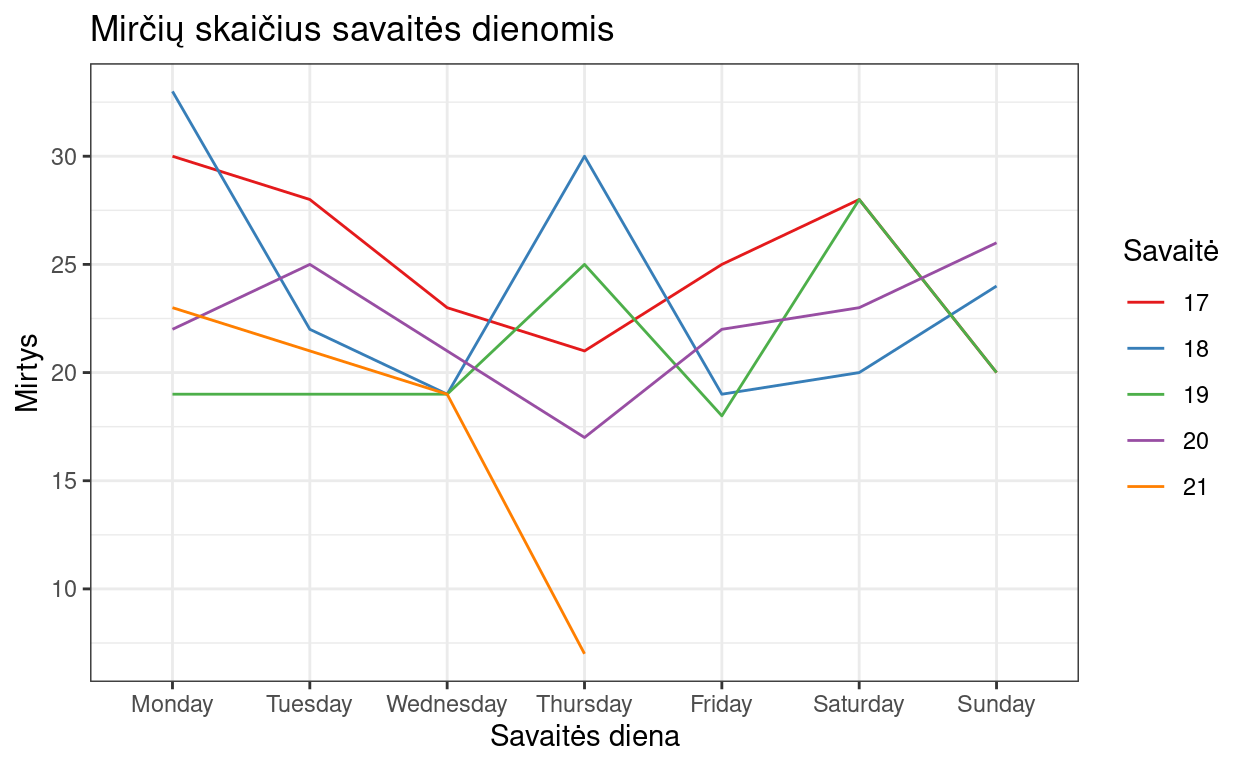 Mirčių skaičius savaitės dienomis
Mirtys
30
25
20
15
10
Monday Tuesday Wednesday Thursday Friday Saturday Sunday
Savaitės diena
Savaitė
17
18
19
20
21